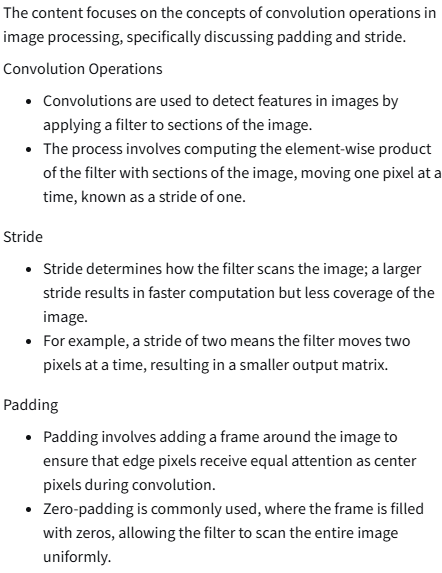 The content focuses on the concepts of convolution operations in
image processing, specifically discussing padding and stride.
Convolution Operations
• Convolutions are used to detect features in images by
applying a filter to sections of the image.
• The process involves computing the element-wise product
of the filter with sections of the image, moving one pixel at a
time, known as a stride of one.
Stride
• Stride determines how the filter scans the image; a larger
stride results in faster computation but less coverage of the
image.
• For example, a stride of two means the filter moves two
pixels at a time, resulting in a smaller output matrix.
Padding
• Padding involves adding a frame around the image to
ensure that edge pixels receive equal attention as center
pixels during convolution.
• Zero-padding is commonly used, where the frame is filled
with zeros, allowing the filter to scan the entire image
uniformly.